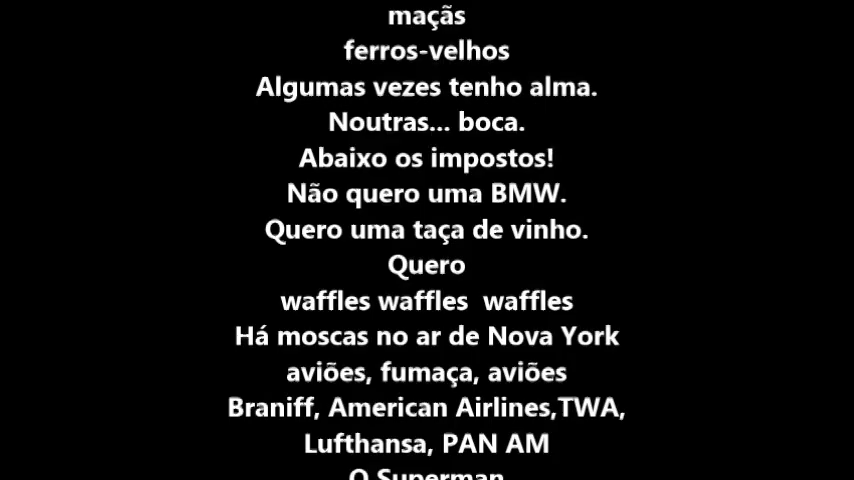 maçãs
ferros-velhos
Algumas vezes tenho alma.
Noutras... boca.
Abaixo os impostos!
Não quero uma BMW.
Quero uma taça de vinho.
Quero
waffles waffles  waffles
Há moscas no ar de Nova York
aviões, fumaça, aviões
Braniff, American Airlines,TWA,
Lufthansa, PAN AM
O Superman